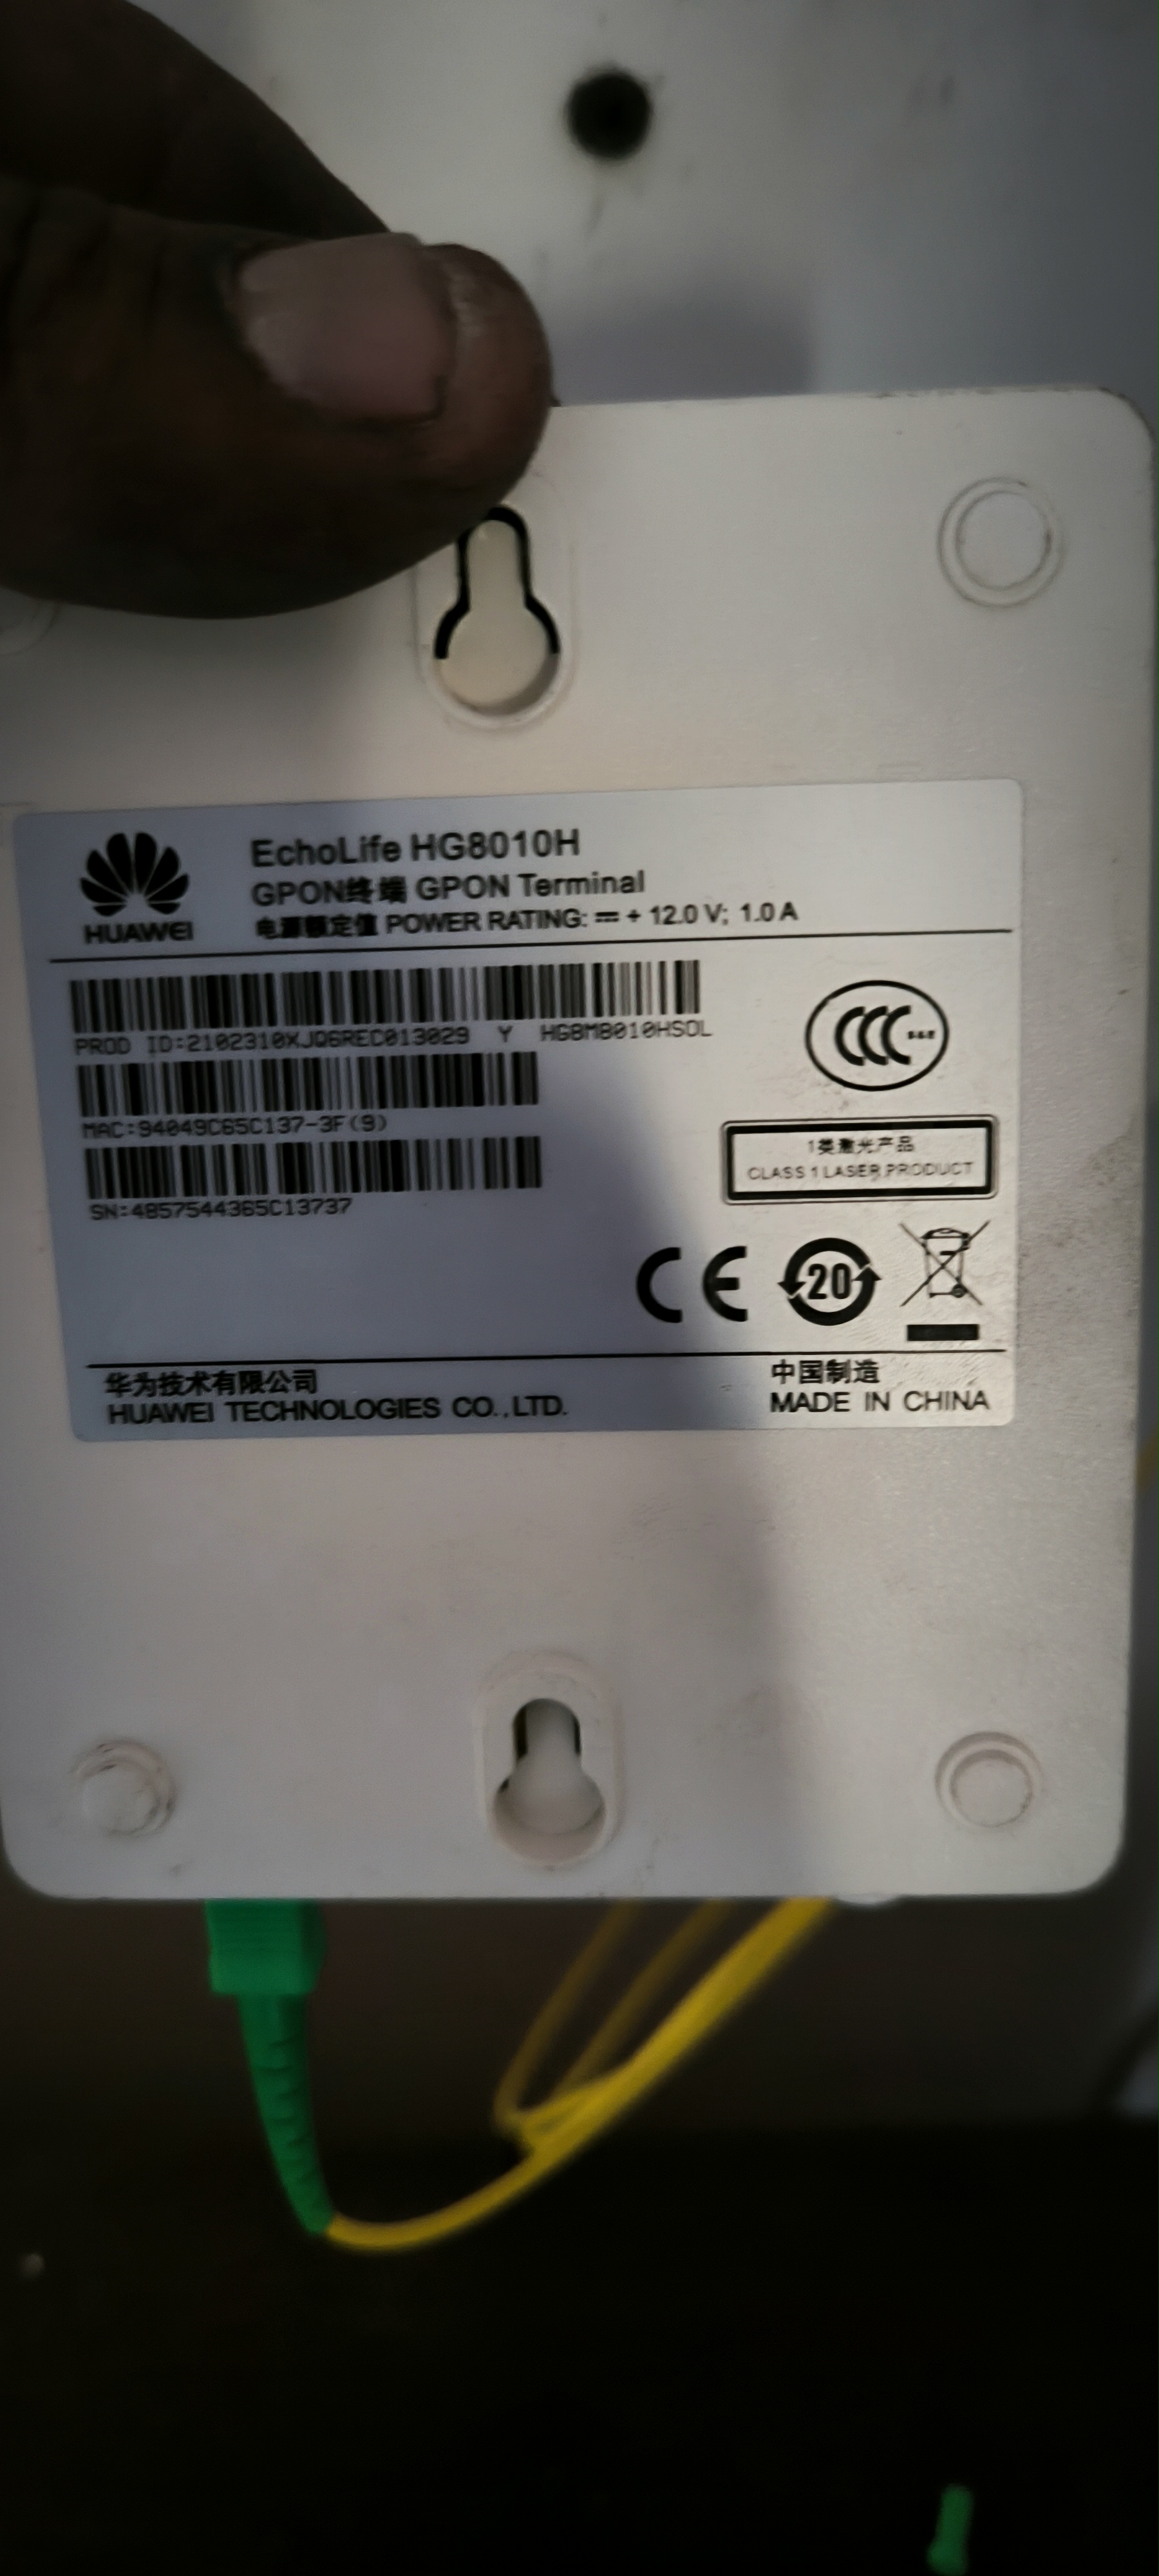 HUAWEI
EchoLife HG8010H
GPON终端 GPON Terminal
电源额定值 POWER RATING: ⎓ + 12.0 V; 1.0 A
PROD ID:2102310XJQ6REC013029 Y HG8M8010HSOL
MAC:94049C65C137-3F(9)
SN:4857544365C13737
CCC
1类激光产品
CLASS 1 LASER PRODUCT
CE
20
华为技术有限公司
HUAWEI TECHNOLOGIES CO.,LTD.
中国制造
MADE IN CHINA